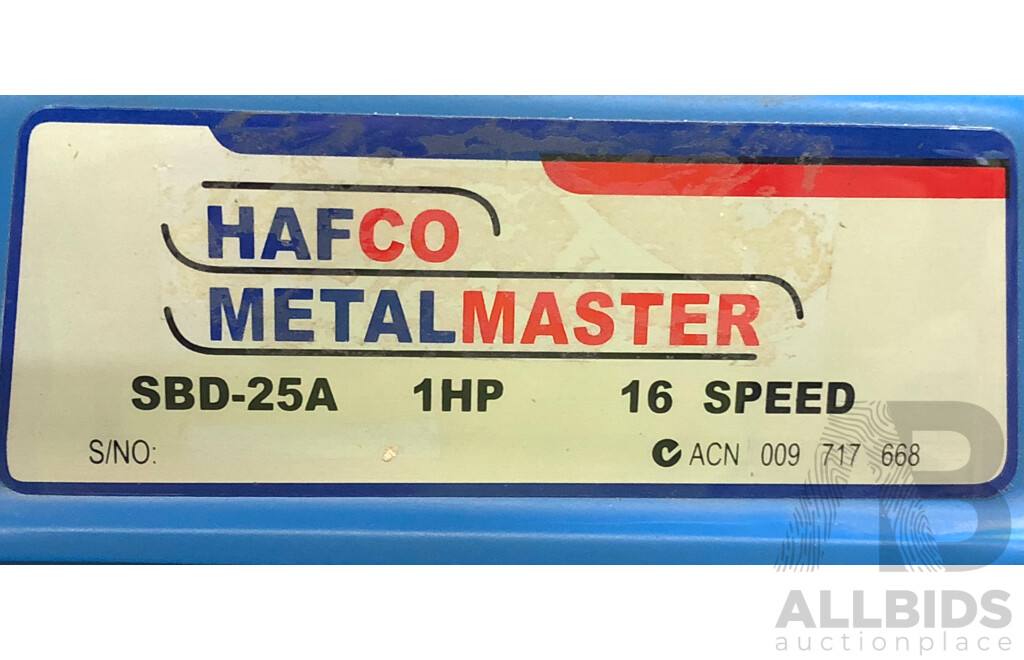 HAFCO
METALMASTER
SBD-25A 1HP 16 SPEED
S/NO: ACN 009 717 668
ALLBIDS
auctionplace